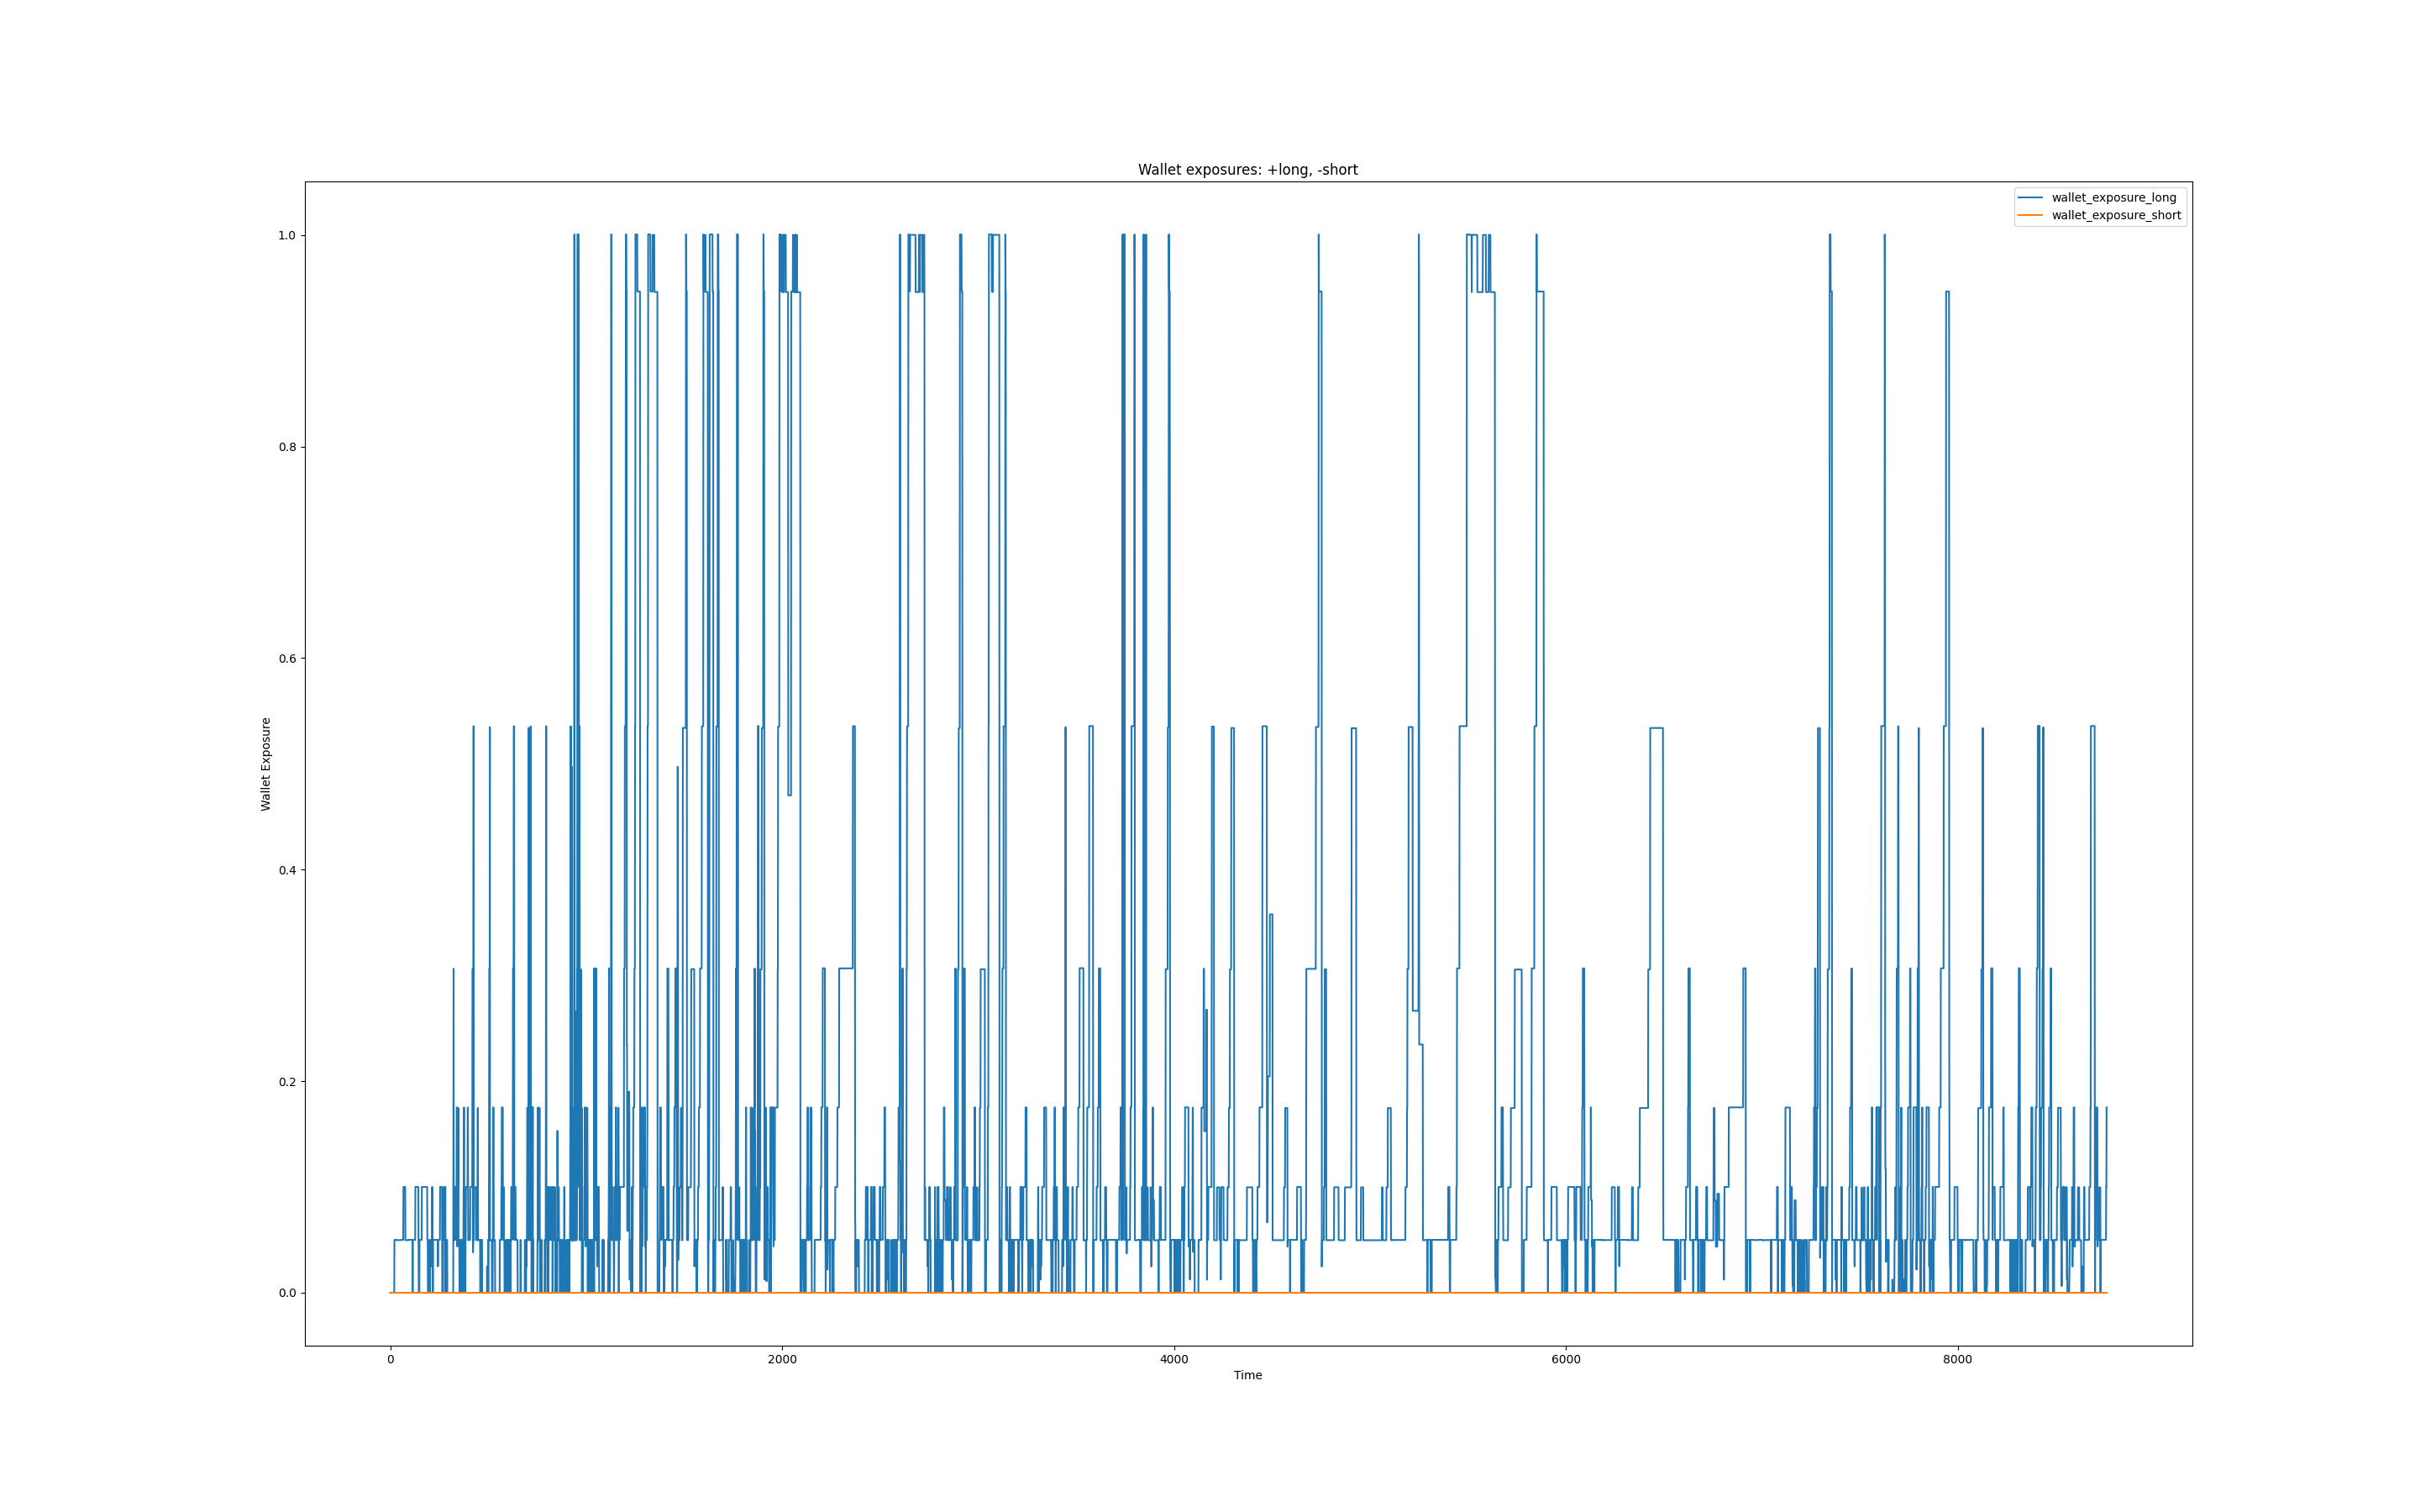 Wallet exposures: +long, -short
wallet_exposure_long
wallet_exposure_short
1.0
0.8
0.6
0.4
0.2
0.0
Wallet Exposure
0 2000 4000 6000 8000
Time